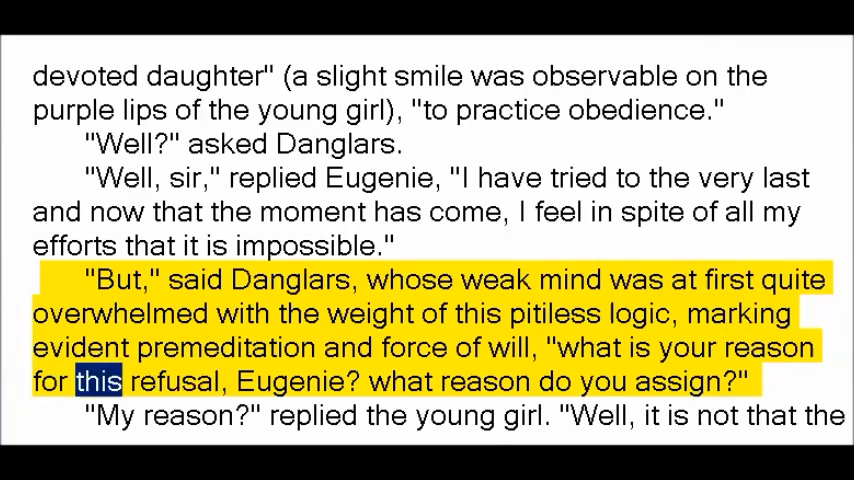 devoted daughter" (a slight smile was observable on the
purple lips of the young girl), "to practice obedience."
"Well?" asked Danglars.
"Well, sir," replied Eugenie, "I have tried to the very last
and now that the moment has come, I feel in spite of all my
efforts that it is impossible."
"But," said Danglars, whose weak mind was at first quite
overwhelmed with the weight of this pitiless logic, marking
evident premeditation and force of will, "what is your reason
for this refusal, Eugenie? what reason do you assign?"
"My reason?" replied the young girl. "Well, it is not that the